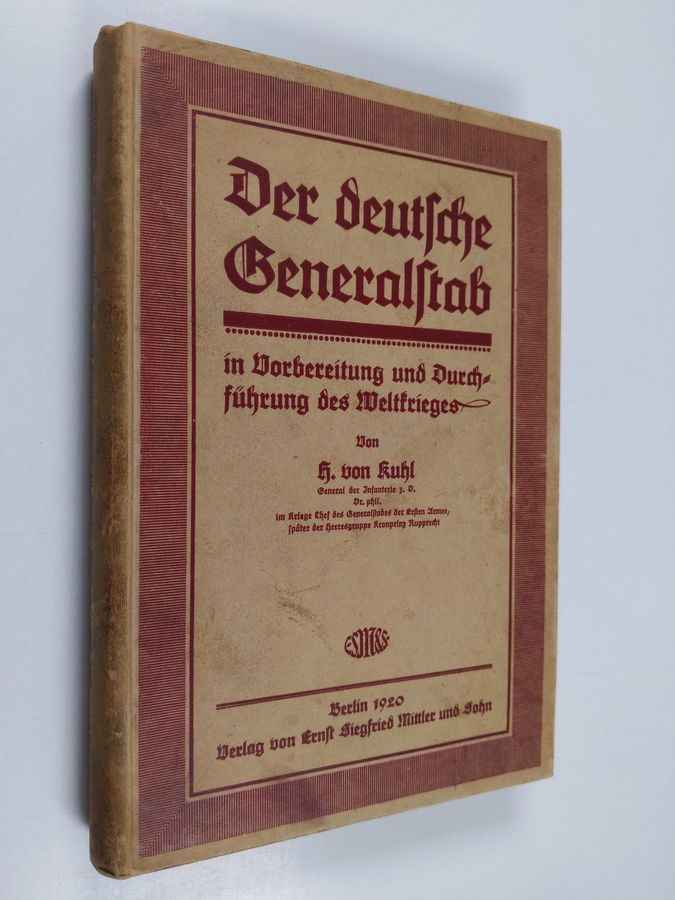 Der deutsche
Generalstab
in Vorbereitung und Durch-
führung des Weltkrieges
Von
H. von Kuhl
General der Infanterie z. D.
Dr. phil.
im Kriege Chef des Generalstabes der Ersten Armee,
später der Heeresgruppe Kronprinz Rupprecht
ESM&S
Berlin 1920
Verlag von Ernst Siegfried Mittler und Sohn